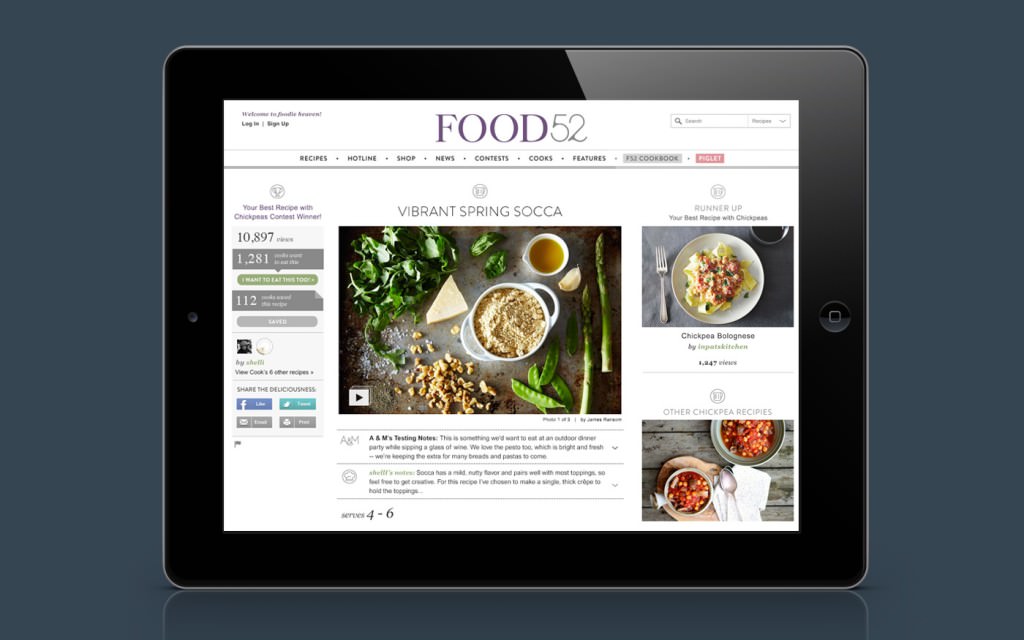 Welcome to foodie heaven!
Log In | Sign Up
FOOD52
Search
Recipes
RECIPES • HOTLINE • SHOP • NEWS • CONTESTS • COOKS • FEATURES • F52 COOKBOOK • PIGLET
Your Best Recipe with
Chickpeas Contest Winner!
10,897 views
1,281 cooks want
to eat this
I WANT TO EAT THIS TOO! »
112 cooks saved
this recipe
SAVED
by shelli
View Cook's 6 other recipes »
SHARE THE DELICIOUSNESS:
Like
Tweet
Email
Print
VIBRANT SPRING SOCCA
Photo 1 of 3 | by James Ransom
A&M
A & M's Testing Notes: This is something we'd want to eat at an outdoor dinner
party while sipping a glass of wine. We love the pesto too, which is bright and fresh
-- we're keeping the extra for many breads and pastas to come.
shelli's notes: Socca has a mild, nutty flavor and pairs well with most toppings, so
feel free to get creative. For this recipe I've chosen to make a single, thick crêpe to
hold the toppings...
serves 4 - 6
RUNNER UP
Your Best Recipe with Chickpeas
Chickpea Bolognese
by inpatskitchen
1,247 views
OTHER CHICKPEA RECIPIES